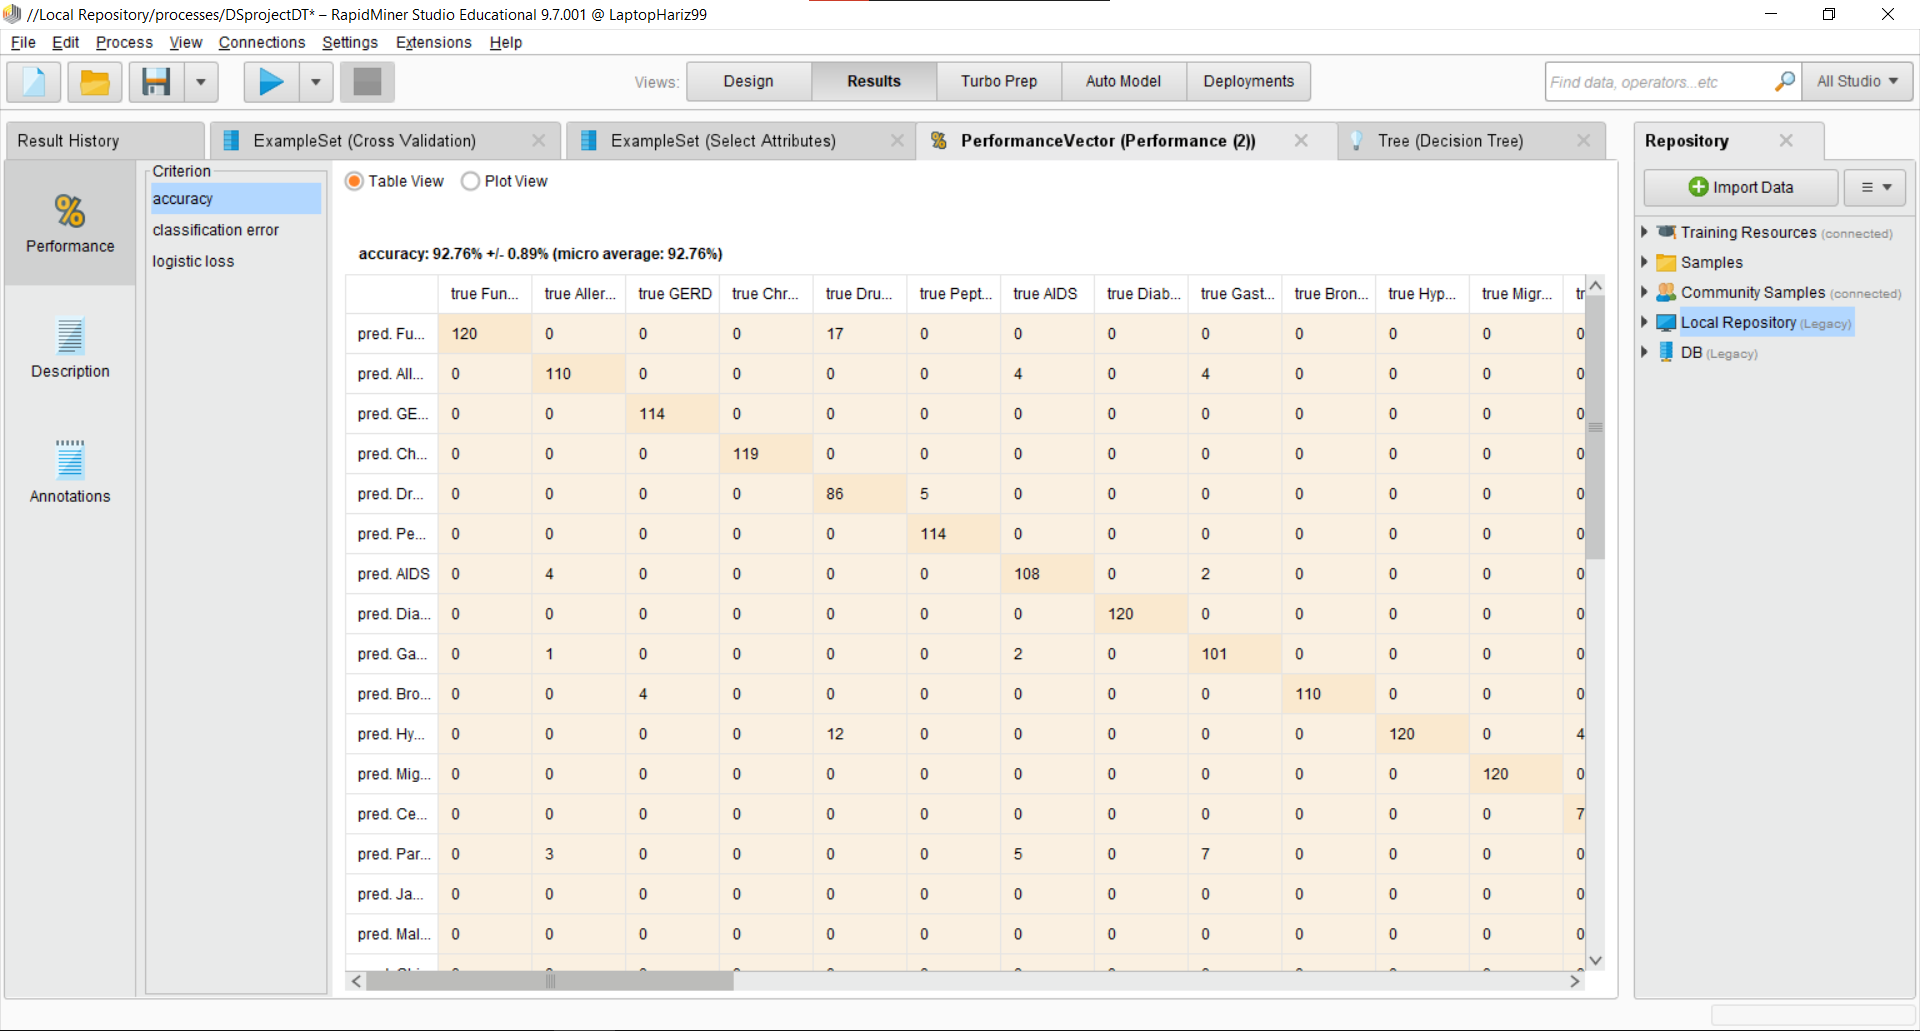 //Local Repository/processes/DSprojectDT* – RapidMiner Studio Educational 9.7.001 @ LaptopHariz99
File Edit Process View Connections Settings Extensions Help
Views: Design Results Turbo Prep Auto Model Deployments Find data, operators...etc All Studio
Result History ExampleSet (Cross Validation) ExampleSet (Select Attributes) PerformanceVector (Performance (2)) Tree (Decision Tree) Repository
Performance
Description
Annotations
Criterion
accuracy
classification error
logistic loss
Table View Plot View
accuracy: 92.76% +/- 0.89% (micro average: 92.76%)
true Fun... true Aller... true GERD true Chr... true Dru... true Pept... true AIDS true Diab... true Gast... true Bron... true Hyp... true Migr... tr
pred. Fu... 120 0 0 0 17 0 0 0 0 0 0 0 0
pred. All... 0 110 0 0 0 0 4 0 4 0 0 0 0
pred. GE... 0 0 114 0 0 0 0 0 0 0 0 0 0
pred. Ch... 0 0 0 119 0 0 0 0 0 0 0 0 0
pred. Dr... 0 0 0 0 86 5 0 0 0 0 0 0 0
pred. Pe... 0 0 0 0 0 114 0 0 0 0 0 0 0
pred. AIDS 0 4 0 0 0 0 108 0 2 0 0 0 0
pred. Dia... 0 0 0 0 0 0 0 120 0 0 0 0 0
pred. Ga... 0 1 0 0 0 0 2 0 101 0 0 0 0
pred. Bro... 0 0 4 0 0 0 0 0 0 110 0 0 0
pred. Hy... 0 0 0 0 12 0 0 0 0 0 120 0 4
pred. Mig... 0 0 0 0 0 0 0 0 0 0 0 120 0
pred. Ce... 0 0 0 0 0 0 0 0 0 0 0 0 7
pred. Par... 0 3 0 0 0 0 5 0 7 0 0 0 0
pred. Ja... 0 0 0 0 0 0 0 0 0 0 0 0 0
pred. Mal... 0 0 0 0 0 0 0 0 0 0 0 0 0
Import Data
Training Resources (connected)
Samples
Community Samples (connected)
Local Repository (Legacy)
DB (Legacy)